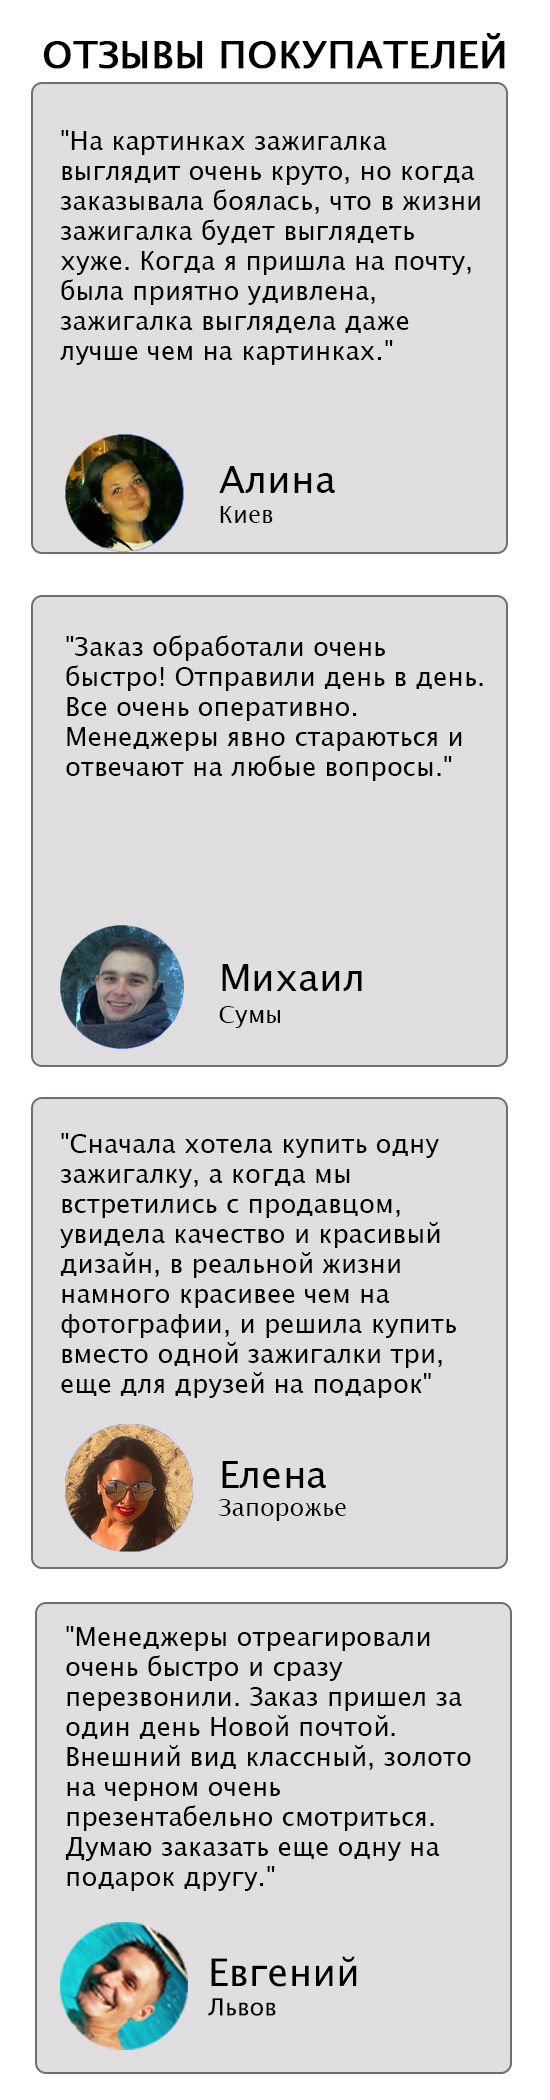 ОТЗЫВЫ ПОКУПАТЕЛЕЙ
"На картинках зажигалка
выглядит очень круто, но когда
заказывала боялась, что в жизни
зажигалка будет выглядеть
хуже. Когда я пришла на почту,
была приятно удивлена,
зажигалка выглядела даже
лучше чем на картинках."
Алина
Киев
"Заказ обработали очень
быстро! Отправили день в день.
Все очень оперативно.
Менеджеры явно стараються и
отвечают на любые вопросы."
Михаил
Сумы
"Сначала хотела купить одну
зажигалку, а когда мы
встретились с продавцом,
увидела качество и красивый
дизайн, в реальной жизни
намного красивее чем на
фотографии, и решила купить
вместо одной зажигалки три,
еще для друзей на подарок"
Елена
Запорожье
"Менеджеры отреагировали
очень быстро и сразу
перезвонили. Заказ пришел за
один день Новой почтой.
Внешний вид классный, золото
на черном очень
презентабельно смотриться.
Думаю заказать еще одну на
подарок другу."
Евгений
Львов